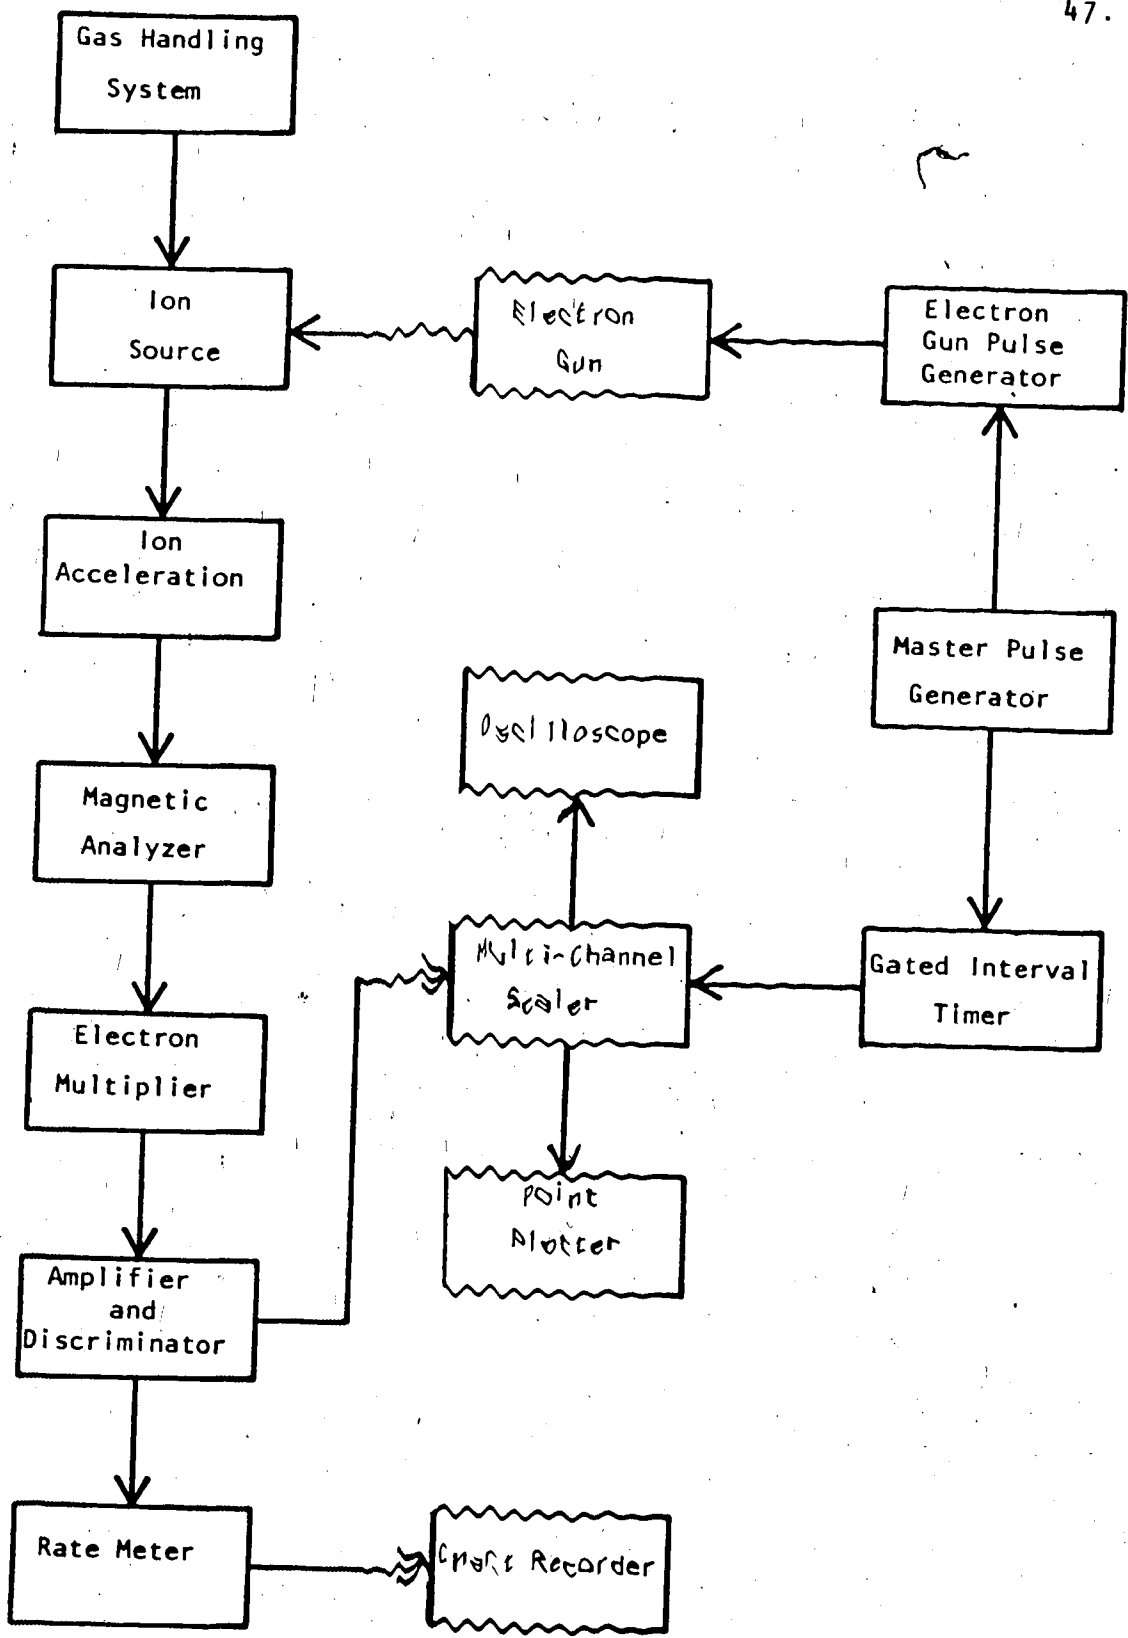 47.
Gas Handling
System
Ion
Source
Electron
Gun
Electron
Gun Pulse
Generator
Ion
Acceleration
Master Pulse
Generator
Oscilloscope
Magnetic
Analyzer
Multi-Channel
Scaler
Gated Interval
Timer
Electron
Multiplier
Point
Plotter
Amplifier
and
Discriminator
Rate Meter
Chart Recorder